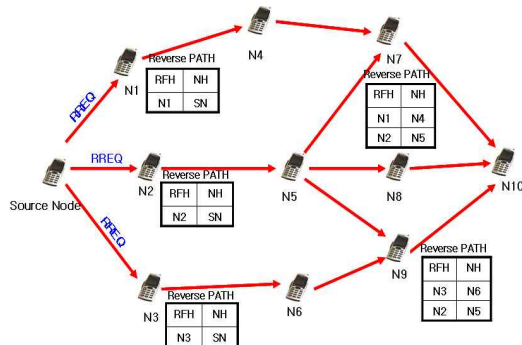 N4
N7
Reverse PATH
N1
RFH NH
N1 SN
Reverse PATH
RFH NH
N1 N4
N2 N5
RREQ
RREQ
RREQ
Source Node
N2
Reverse PATH
RFH NH
N2 SN
N5
N8
N10
N9
Reverse PATH
RFH NH
N3 N6
N2 N5
N3
Reverse PATH
RFH NH
N3 SN
N6